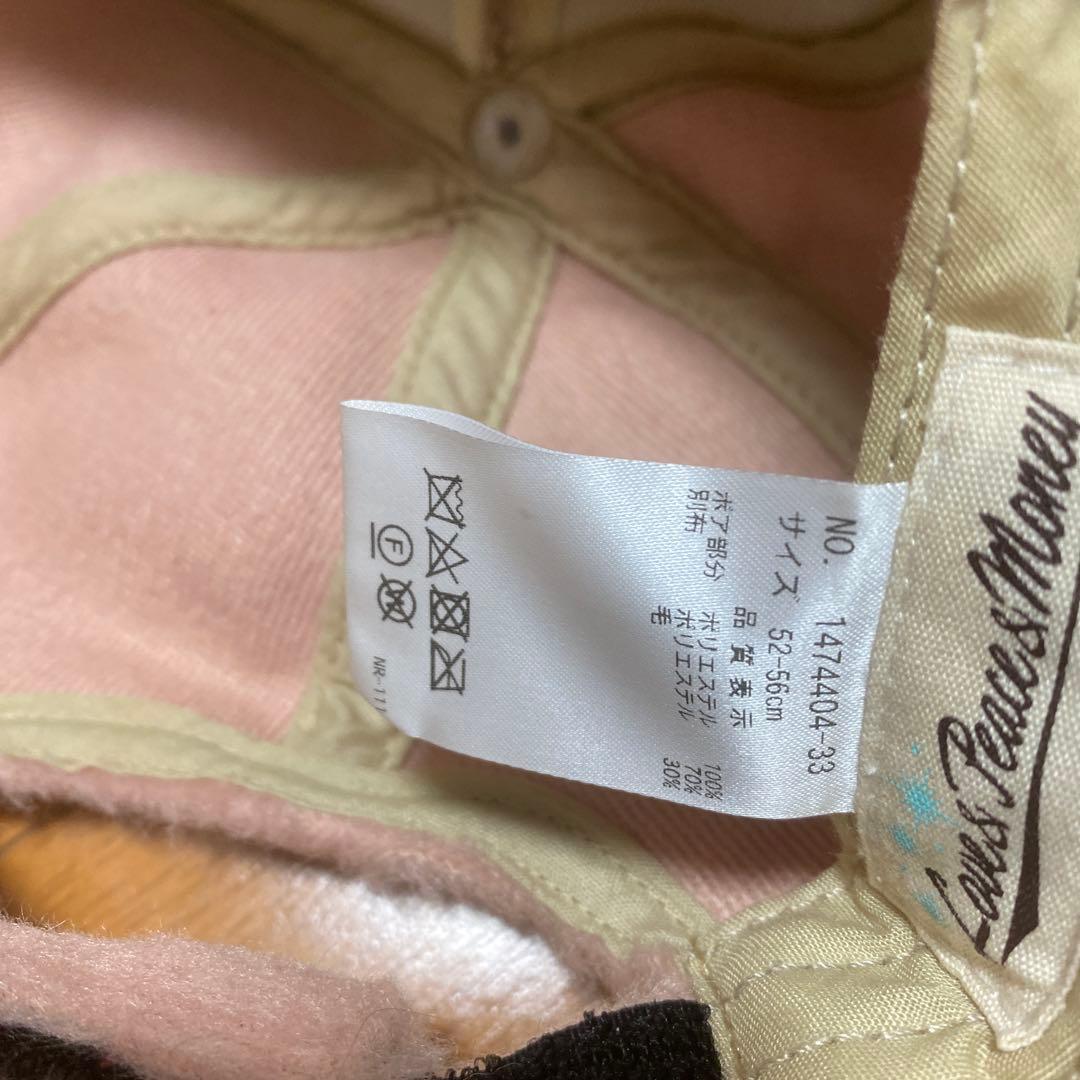 NO. 1474404-33
サイズ 52-56cm
品質表示
ボア部分 ポリエステル 100%
別布 ポリエステル 70%
毛 30%
F
W
NR-11
Love&Peace&Money